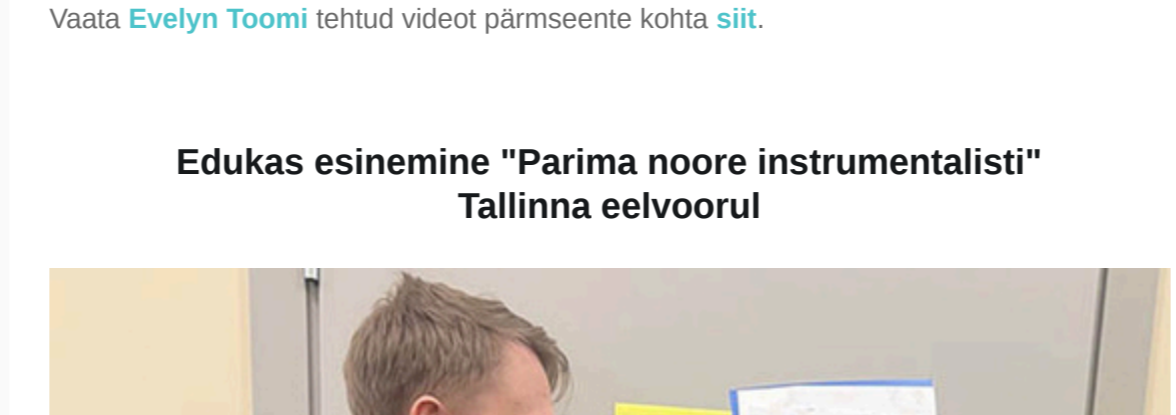 Vaata Evelyn Toomi tehtud videot pärmseente kohta siit.
Edukas esinemine "Parima noore instrumentalisti"
Tallinna eelvoorul